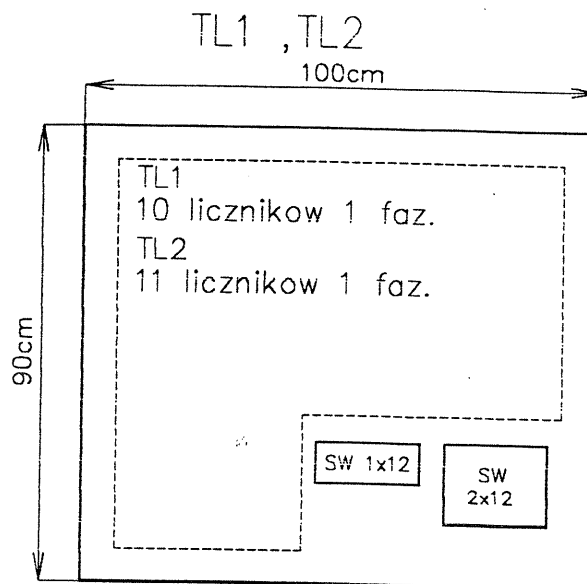 TL1 ,TL2
100cm
TL1
10 licznikow 1 faz.
TL2
11 licznikow 1 faz.
90cm
SW 1x12
SW
2x12